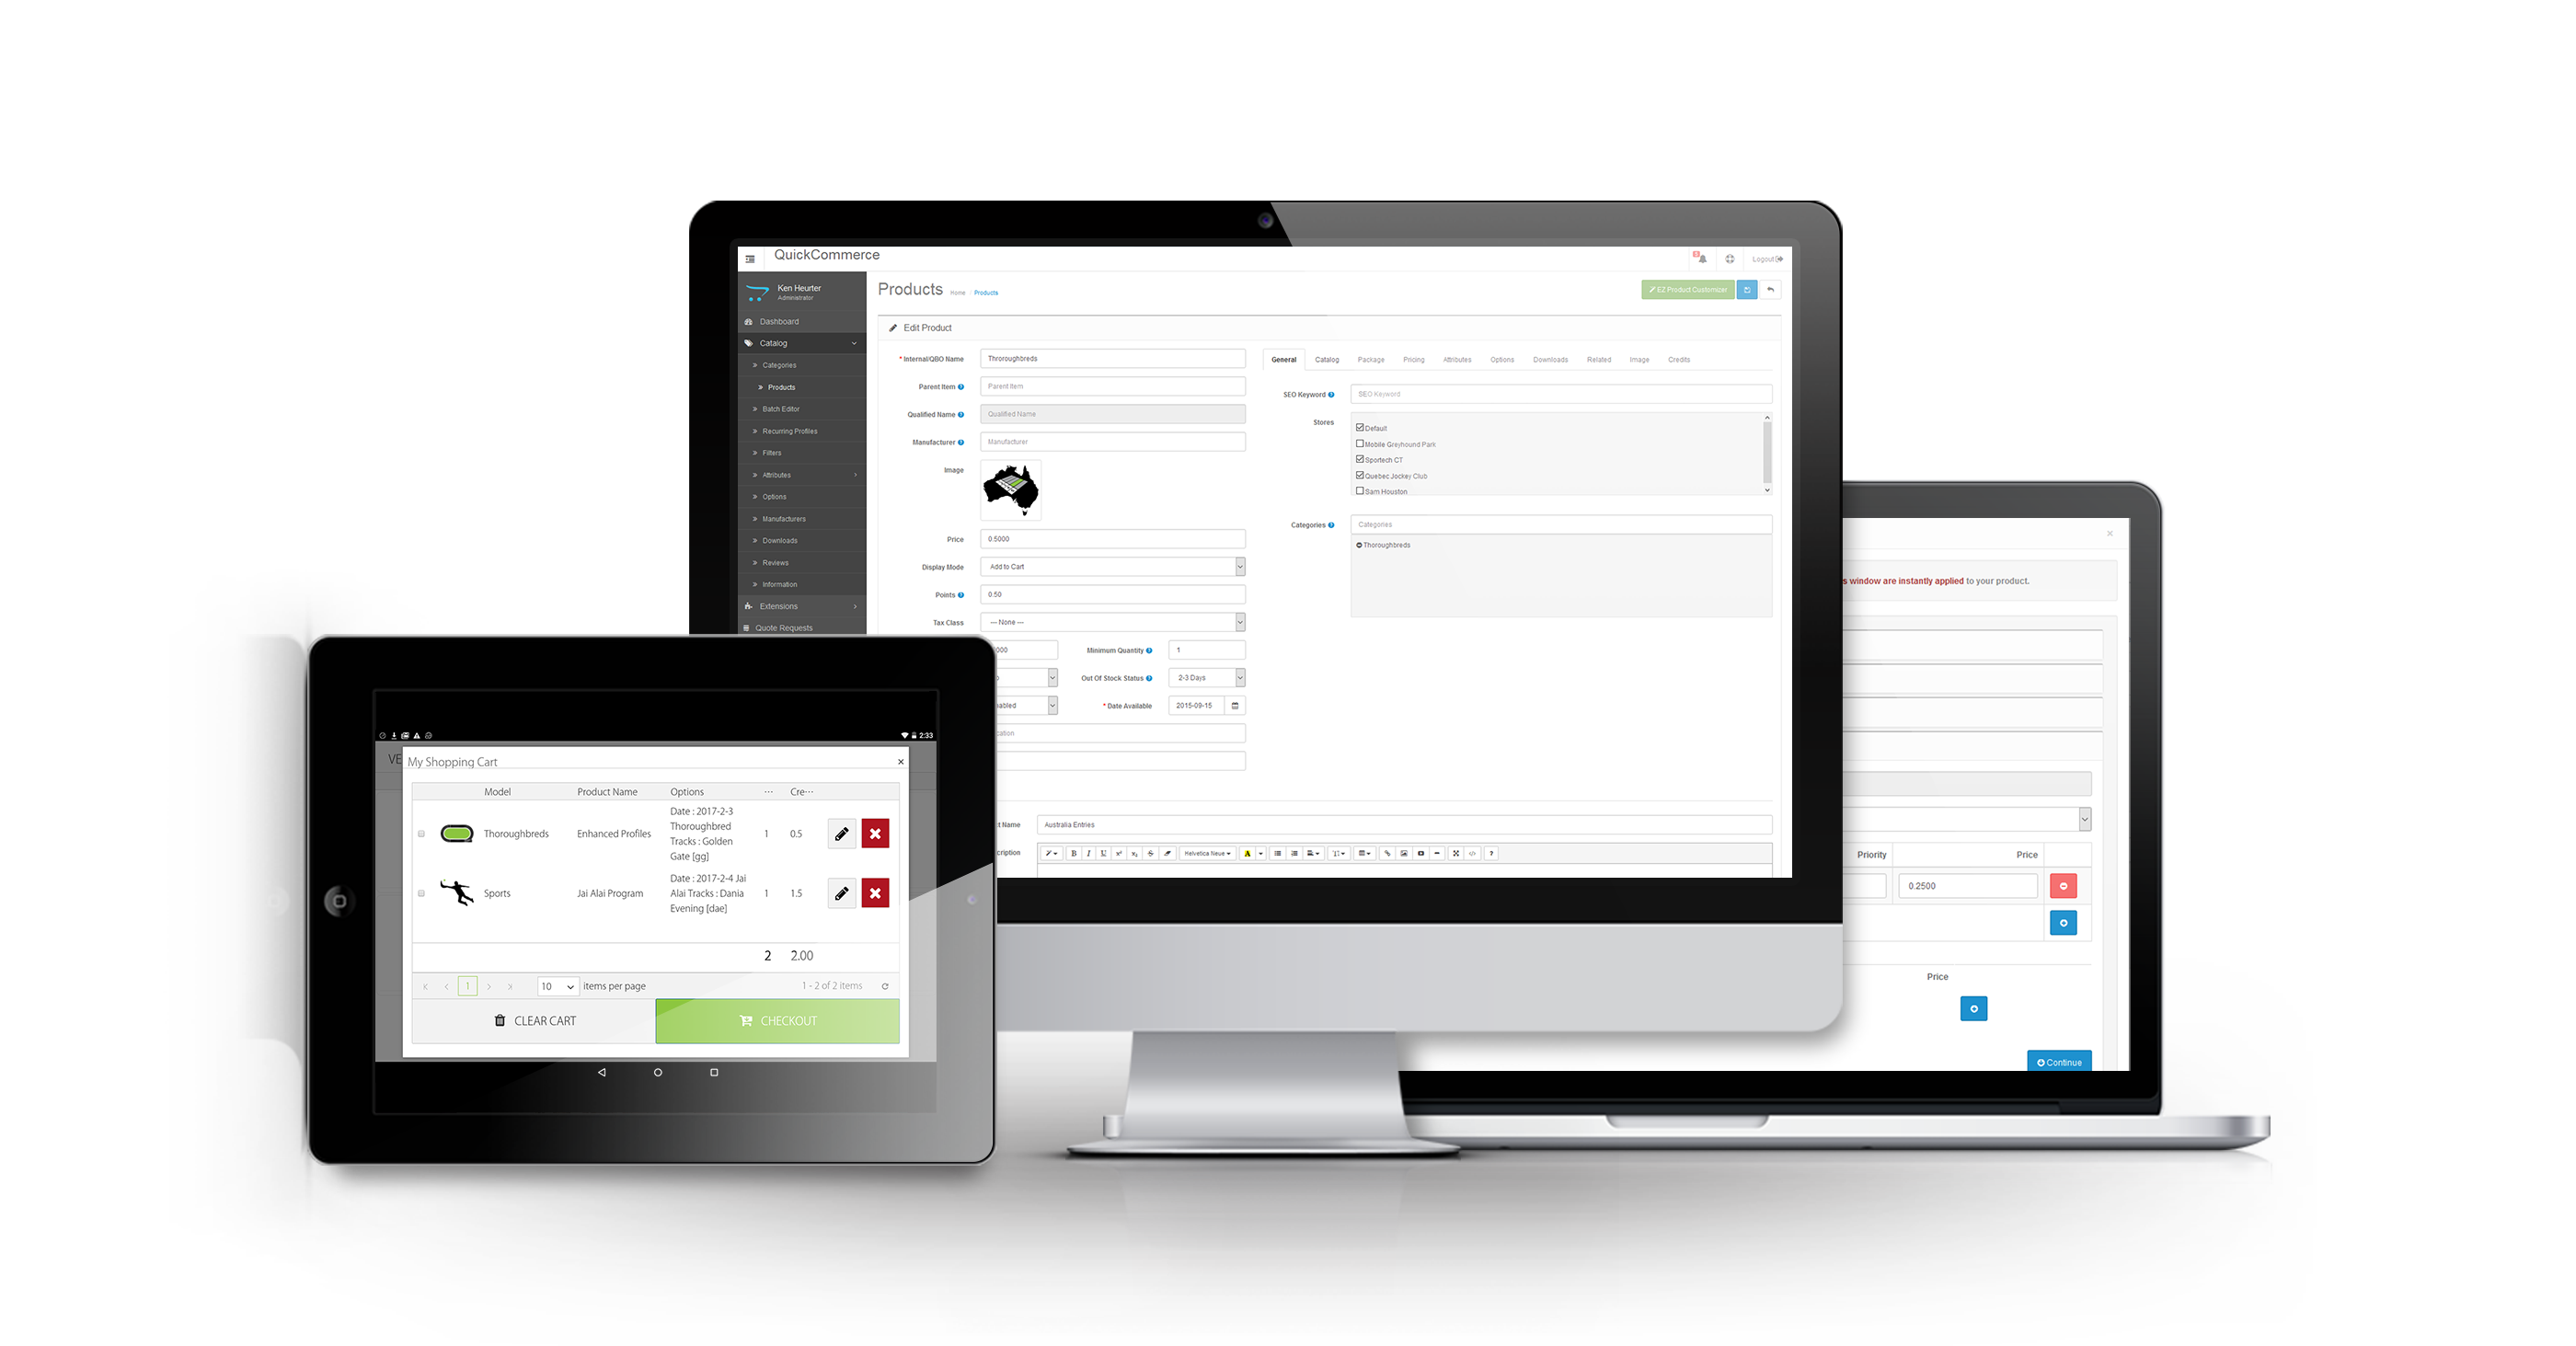 QuickCommerce
Logout
Ken Heurter
Administrator
Dashboard
Catalog
Categories
Products
Batch Editor
Recurring Profiles
Filters
Attributes
Options
Manufacturers
Downloads
Reviews
Information
Extensions
Quote Requests
Products Home / Products
EZ Product Customizer
Edit Product
* Internal/QBO Name Throroughbreds
Parent Item Parent Item
Qualified Name Qualified Name
Manufacturer Manufacturer
Image
Price 0.5000
Display Mode Add to Cart
Points 0.50
Tax Class --- None ---
000 Minimum Quantity 1
Out Of Stock Status 2-3 Days
abled * Date Available 2015-09-15
cation
t Name Australia Entries
cription
B I U x² x₂ S Helvetica Neue A
General Catalog Package Pricing Attributes Options Downloads Related Image Credits
SEO Keyword SEO Keyword
Stores
Default
Mobile Greyhound Park
Sportech CT
Quebec Jockey Club
Sam Houston
Categories Categories
Thoroughbreds
s window are instantly applied to your product.
Priority Price
0.2500
Price
Continue
2:33
VE
My Shopping Cart
Model Product Name Options ... Cre...
Thoroughbreds Enhanced Profiles Date : 2017-2-3
Thoroughbred
Tracks : Golden
Gate [gg] 1 0.5
Sports Jai Alai Program Date : 2017-2-4 Jai
Alai Tracks : Dania
Evening [dae] 1 1.5
2 2.00
1 10 items per page 1 - 2 of 2 items
CLEAR CART CHECKOUT